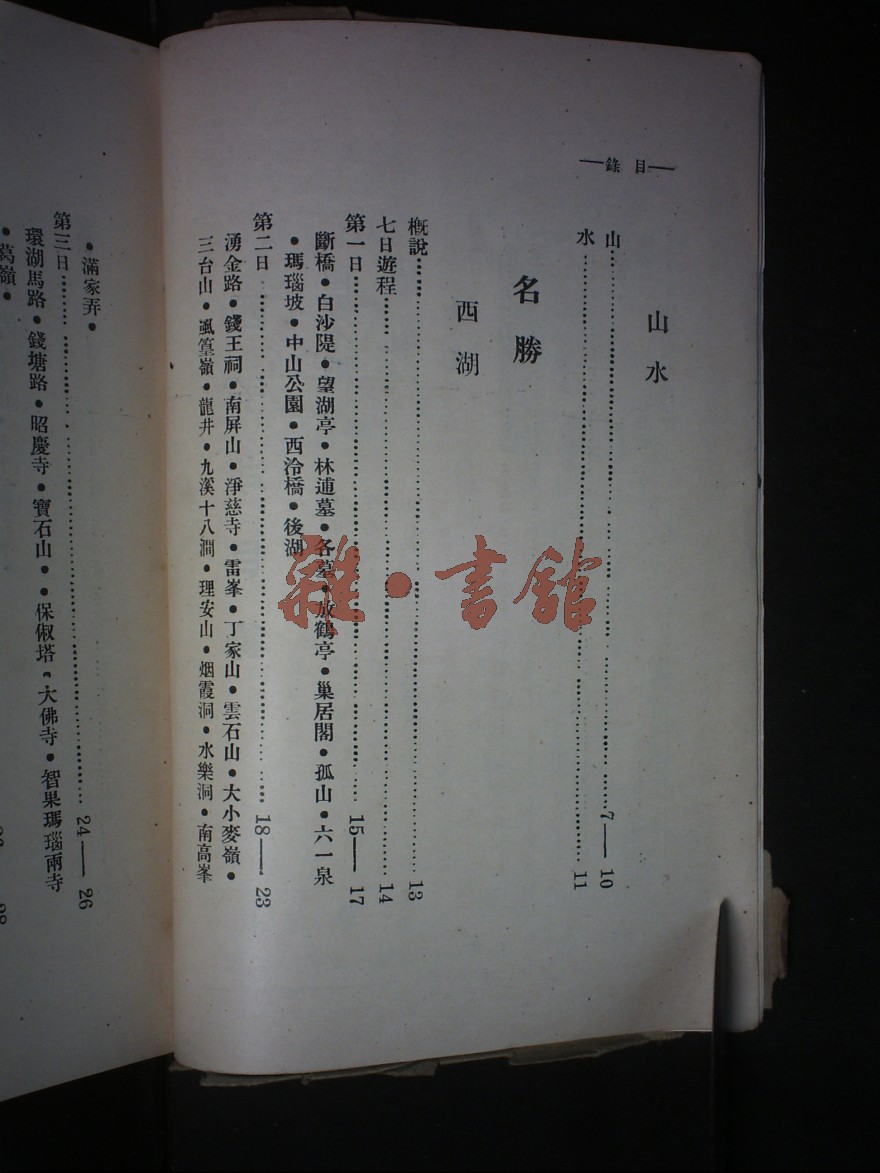 —目 錄—
山水
山 7—10
水 11
名勝
西湖
概說 13
七日遊程 14
第一日 15—17
斷橋•白沙隄•望湖亭•林逋墓•各墓•放鶴亭•巢居閣•孤山•六一泉
•瑪瑙坡•中山公園•西泠橋•後湖
第二日 18—23
湧金路•錢王祠•南屏山•淨慈寺•雷峯•丁家山•雲石山•大小麥嶺•
三台山•風篁嶺•龍井•九溪十八澗•理安山•烟霞洞•水樂洞•南高峯
•滿家弄•
第三日 24—26
環湖馬路•錢塘路•昭慶寺•寶石山•保俶塔•大佛寺•智果瑪瑙兩寺
•葛嶺•
雜•書館